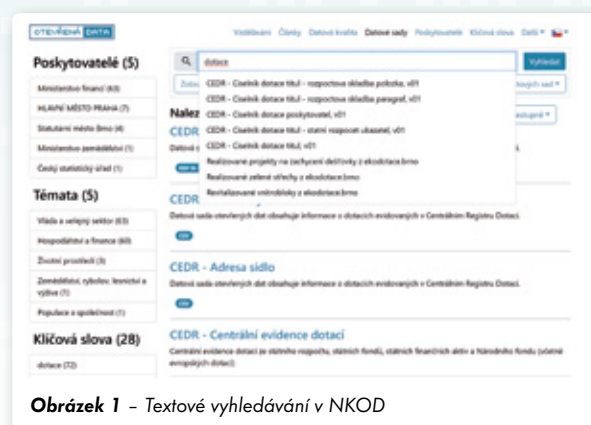 OTEVŘENÁ DATA
Vzdělávání Články Datová kvalita Datové sady Poskytovatelé Klíčová slova Další
Poskytovatelé (5)
Ministerstvo financí (63)
HLAVNÍ MĚSTO PRAHA (7)
Statutární město Brno (4)
Ministerstvo zemědělství (1)
Český statistický úřad (1)
Témata (5)
Vláda a veřejný sektor (63)
Hospodářství a finance (60)
Životní prostředí (3)
Zemědělství, rybolov, lesnictví a
výživa (1)
Populace a společnost (1)
Klíčová slova (28)
dotace (72)
dotace
Vyhledat
CEDR - Číselník dotace titul - rozpoctova skladba polozka, v01
CEDR - Číselník dotace titul - rozpoctova skladba paragraf, v01
CEDR - Číselník dotace poskytovatel, v01
CEDR - Číselník dotace titul - statni rozpocet ukazatel, v01
CEDR - Číselník dotace titul, v01
Realizované projekty na zachycení dešťovky z ekodotace.brno
Realizované zelené střechy z ekodotace.brno
Revitalizované vnitrobloky z ekodotace.brno
Nalez
CEDR
CEDR
Datová sada otevřených dat obsahuje informace o dotacích evidovaných v Centrálním Registru Dotací.
CSV
CEDR - Adresa sídlo
Datová sada otevřených dat obsahuje informace o dotacích evidovaných v Centrálním Registru Dotací.
CSV
CEDR - Centrální evidence dotací
Centrální evidence dotací ze státního rozpočtu, státních fondů, státních finančních aktiv a Národního fondu (včetně
evropských dotací)
Obrázek 1 – Textové vyhledávání v NKOD